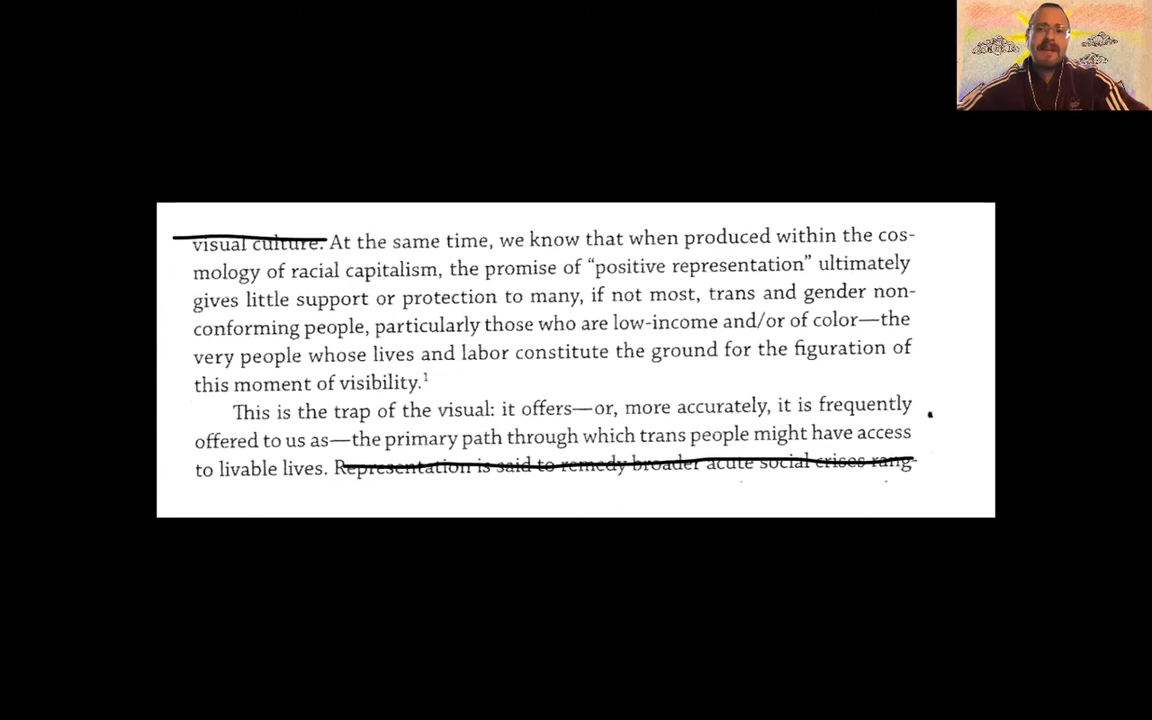 visual culture. At the same time, we know that when produced within the cos-
mology of racial capitalism, the promise of “positive representation” ultimately
gives little support or protection to many, if not most, trans and gender non-
conforming people, particularly those who are low-income and/or of color—the
very people whose lives and labor constitute the ground for the figuration of
this moment of visibility.¹
This is the trap of the visual: it offers—or, more accurately, it is frequently
offered to us as—the primary path through which trans people might have access
to livable lives. Representation is said to remedy broader acute social crises rang-